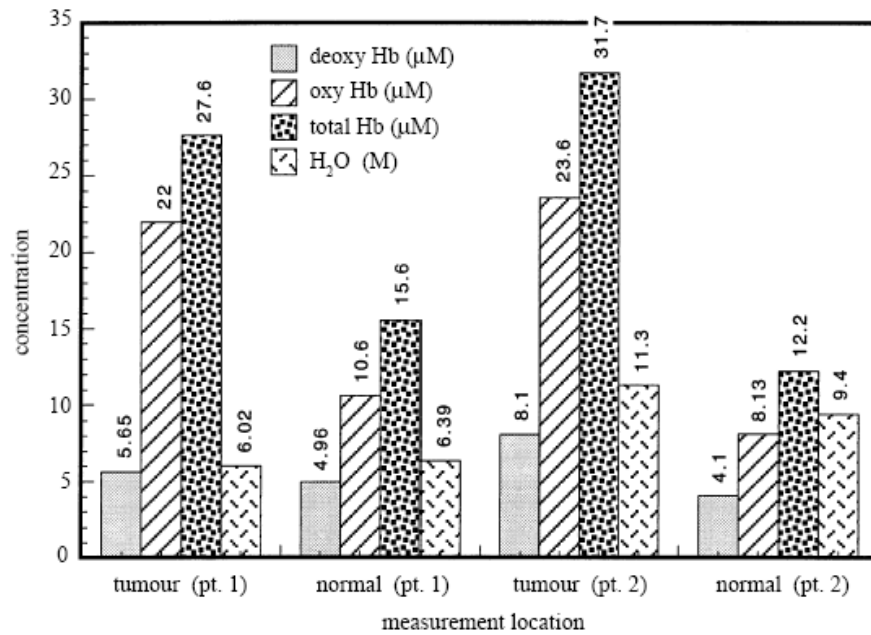 35
30
25
20
15
10
5
0
concentration
deoxy Hb (μM)
oxy Hb (μM)
total Hb (μM)
H₂O (M)
5.65
22
27.6
6.02
4.96
10.6
15.6
6.39
8.1
23.6
31.7
11.3
4.1
8.13
12.2
9.4
tumour (pt. 1)
normal (pt. 1)
tumour (pt. 2)
normal (pt. 2)
measurement location